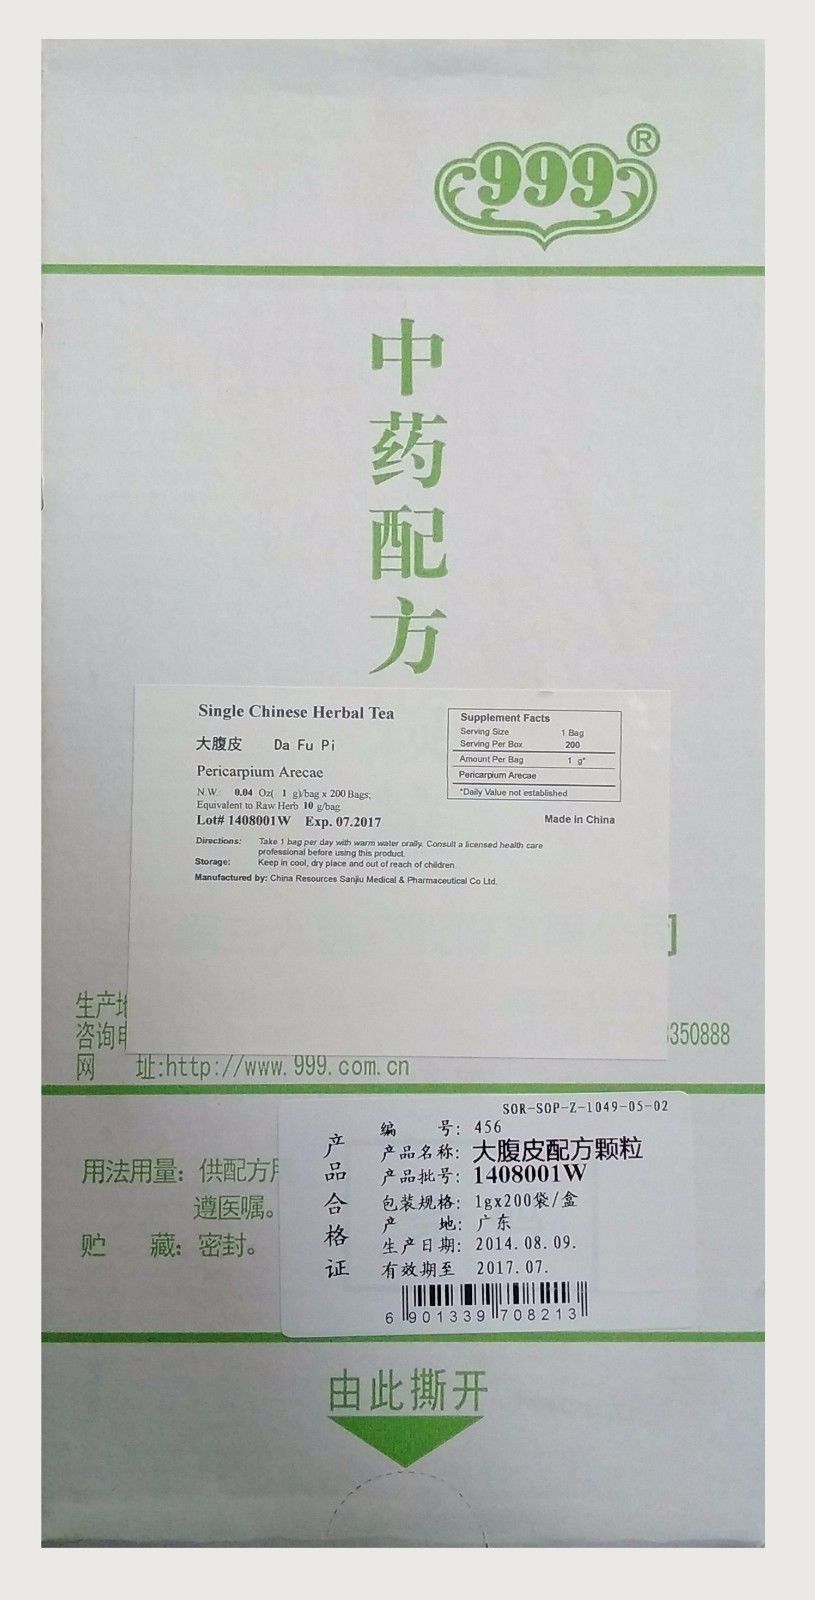 999®
中药配方
Single Chinese Herbal Tea
大腹皮 Da Fu Pi
Pericarpium Arecae
N.W.: 0.04 Oz( 1 g)/bag x 200 Bags;
Equivalent to Raw Herb 10 g/bag
Lot# 1408001W Exp. 07.2017
Supplement Facts
Serving Size 1 Bag
Serving Per Box 200
Amount Per Bag 1 g*
Pericarpium Arecae
*Daily Value not established
Made in China
Directions: Take 1 bag per day with warm water orally. Consult a licensed health care
professional before using this product.
Storage: Keep in cool, dry place and out of reach of children.
Manufactured by: China Resources Sanjiu Medical & Pharmaceutical Co Ltd.
生产地
咨询电 350888
网 址:http://www.999.com.cn
用法用量: 供配方用
遵医嘱。
贮 藏: 密封。
SOR-SOP-Z-1049-05-02
产品合格证
编 号: 456
产品名称: 大腹皮配方颗粒
产品批号: 1408001W
包装规格: 1gx200袋/盒
产 地: 广东
生产日期: 2014.08.09.
有效期至 2017.07.
6 901339 708213
由此撕开